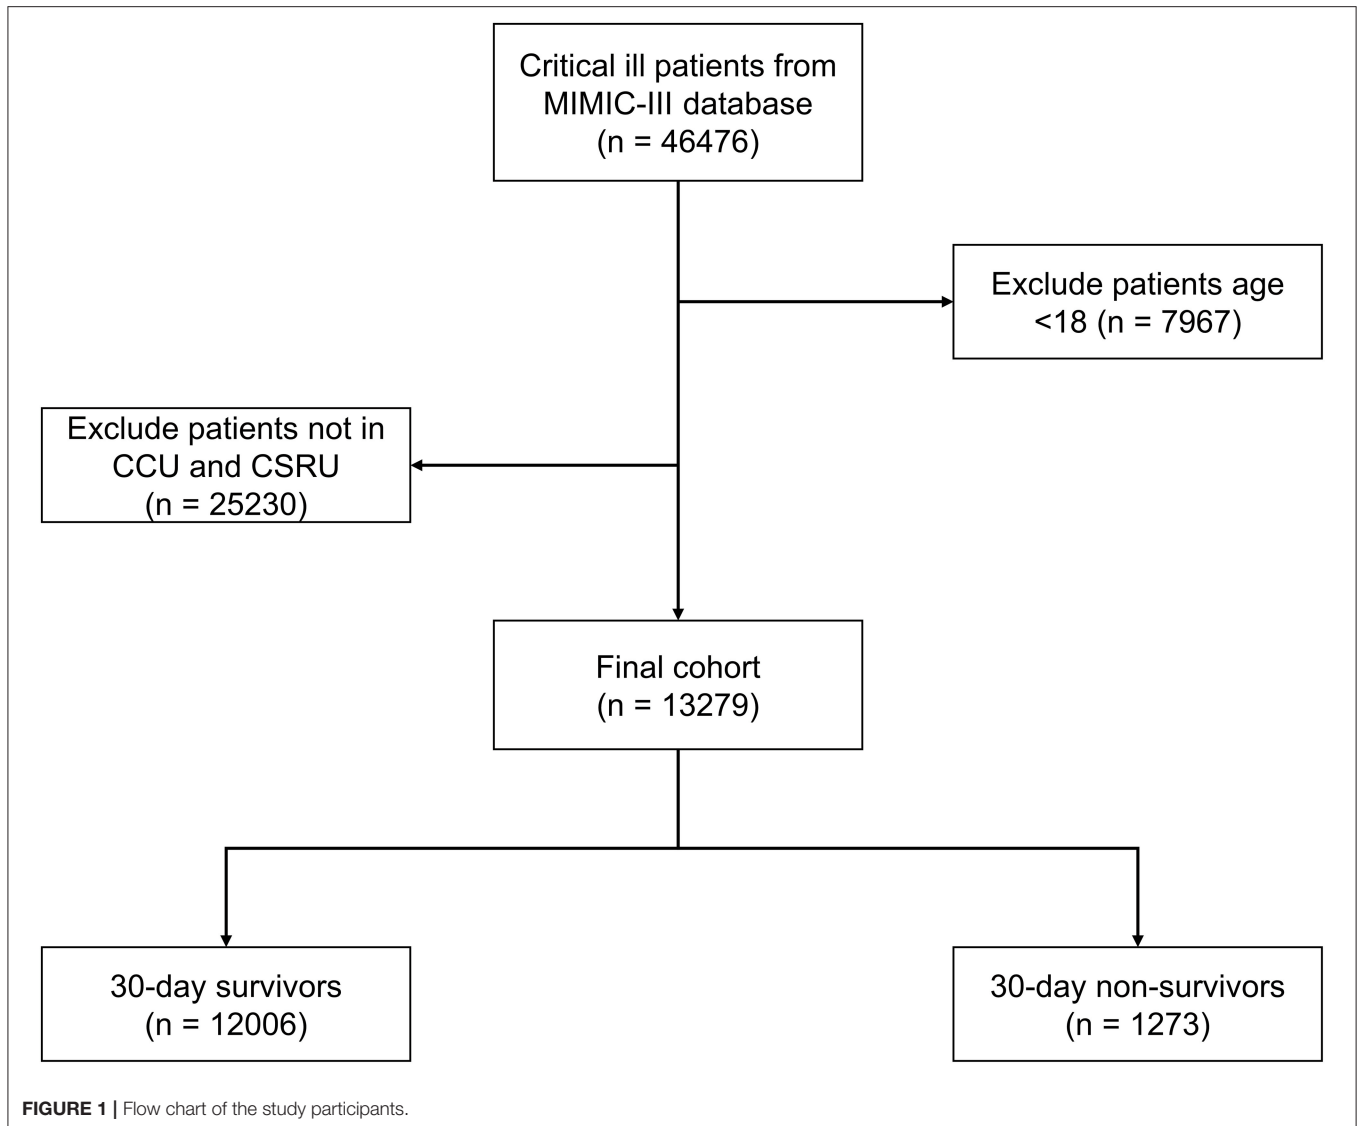 Critical ill patients from
MIMIC-III database
(n = 46476)
Exclude patients age
<18 (n = 7967)
Exclude patients not in
CCU and CSRU
(n = 25230)
Final cohort
(n = 13279)
30-day survivors
(n = 12006)
30-day non-survivors
(n = 1273)
FIGURE 1 | Flow chart of the study participants.